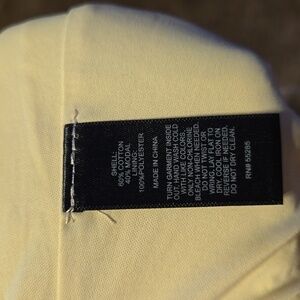 SHELL:
60% COTTON
40% MODAL
LINING
100%POLYESTER
MADE IN CHINA
TURN GARMENT INSIDE
OUT. HAND WASH COLD
WITH LIKE COLORS.
ONLY NON-CHLORINE
BLEACH WHEN NEEDED.
DO NOT TWIST OR
WRING. LAY FLAT TO
DRY. COOL IRON ON
REVERSE IF NEEDED.
DO NOT DRY CLEAN.
RN# 55285